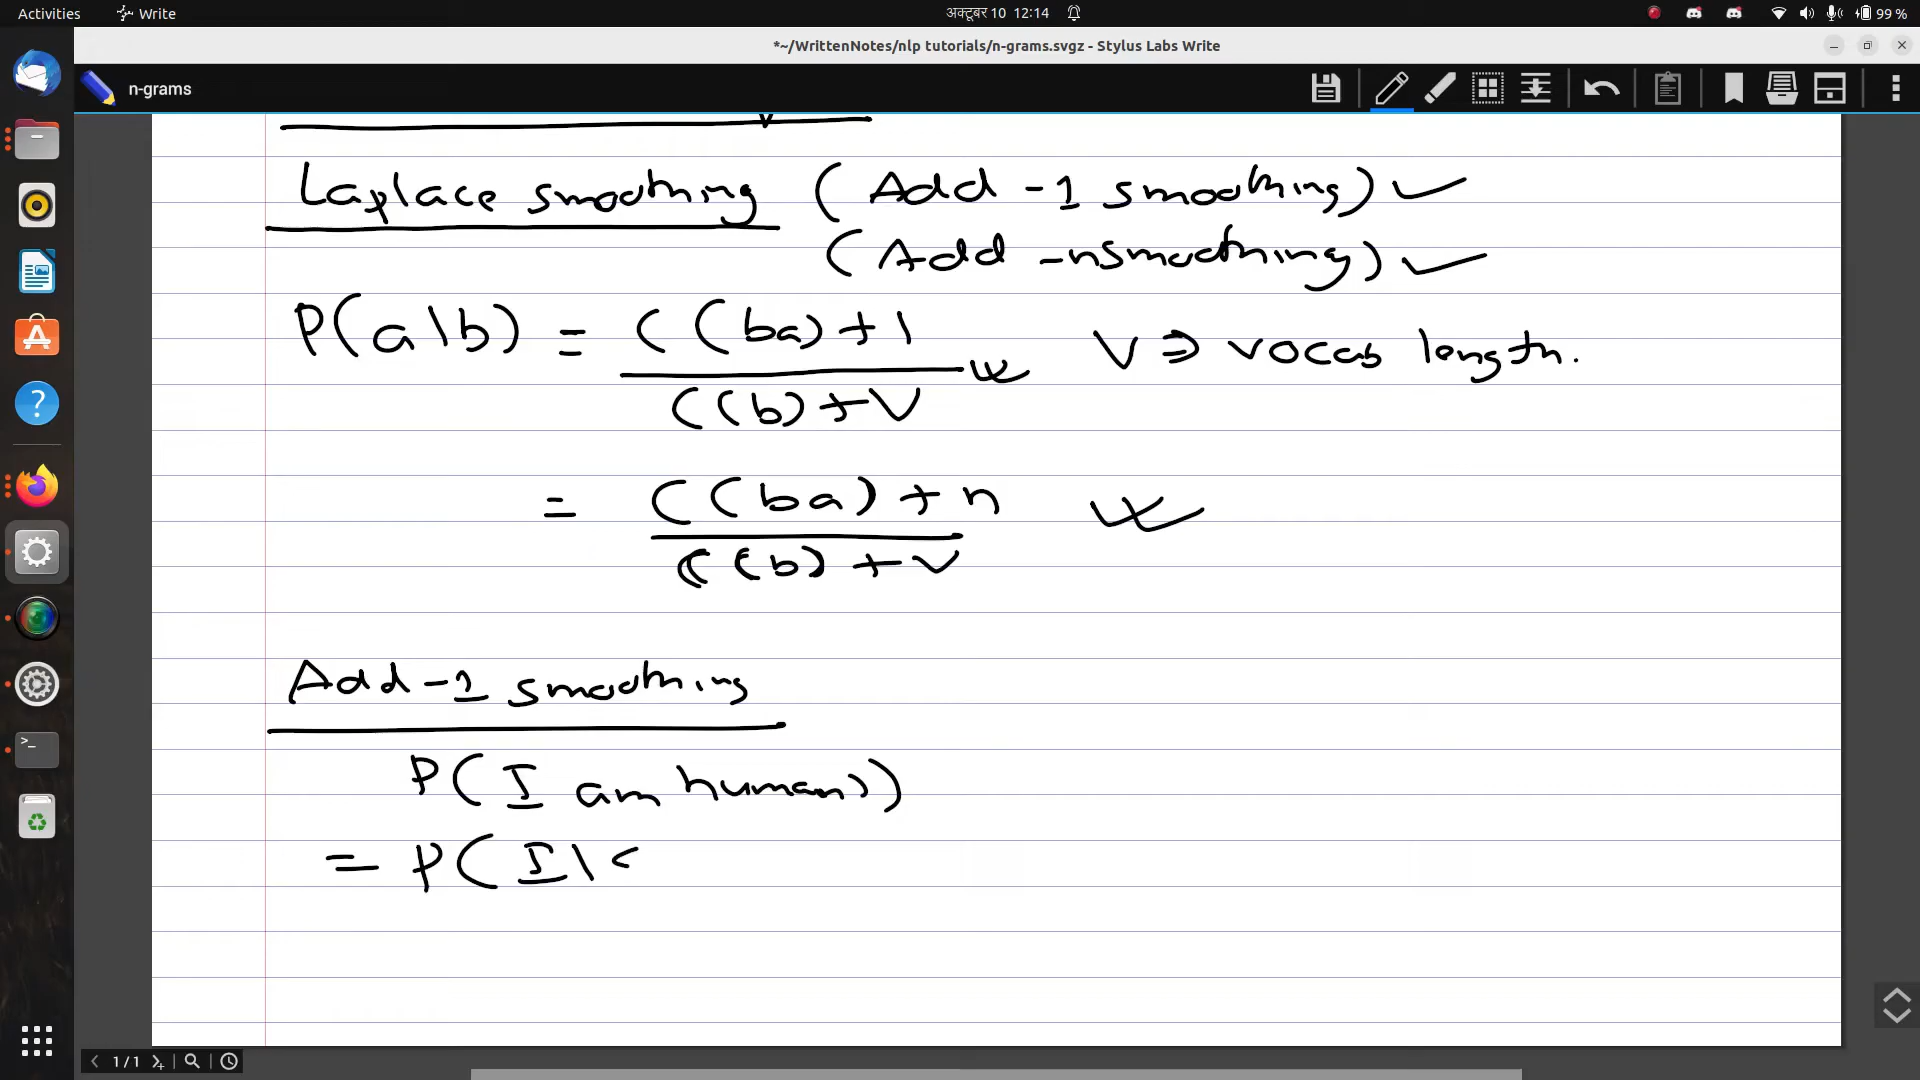 Activities Write अक्टूबर 10 12:14 99 %
*~/WrittenNotes/nlp tutorials/n-grams.svgz - Stylus Labs Write
n-grams
Laplace smoothing (Add -1 smoothing)
(Add -n smoothing)
P(a|b) = C(ba)+1
C(b)+V
V ⇒ vocab length.
= C(ba)+n
C(b)+V
Add-1 smoothing
P(I am human))
= P(I| <
1/1